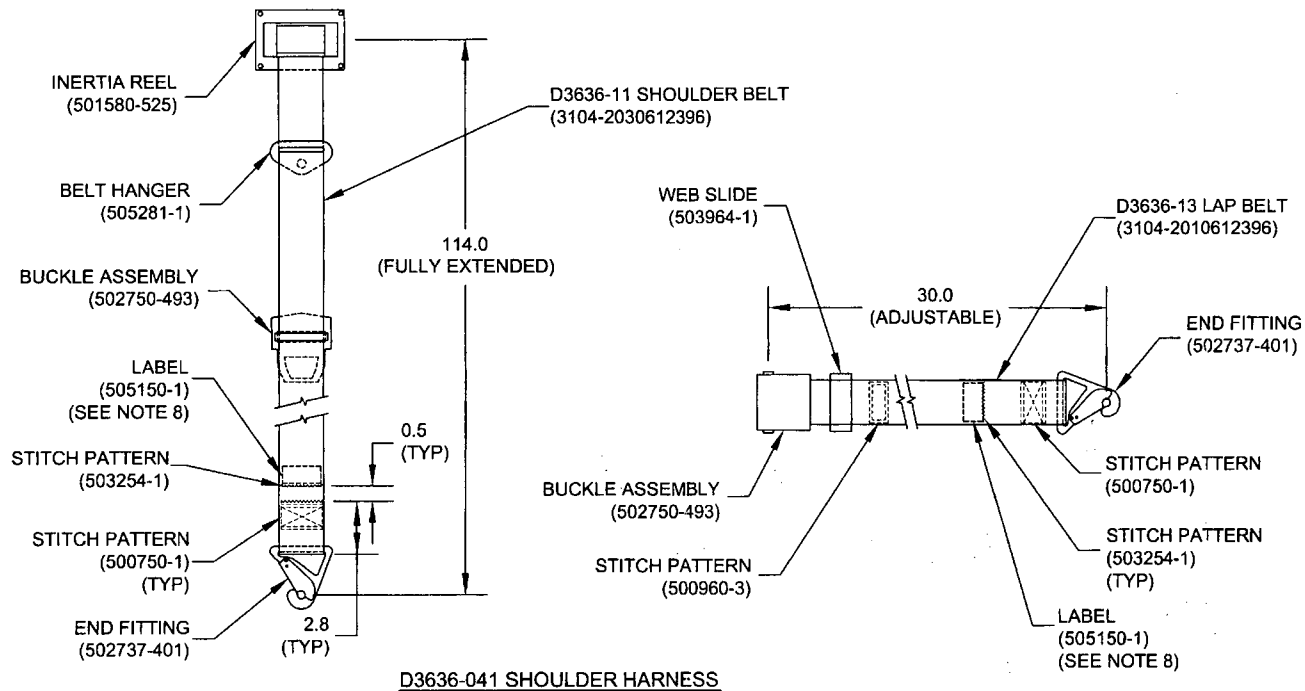 INERTIA REEL
(501580-525)
D3636-11 SHOULDER BELT
(3104-2030612396)
BELT HANGER
(505281-1)
114.0
(FULLY EXTENDED)
BUCKLE ASSEMBLY
(502750-493)
LABEL
(505150-1)
(SEE NOTE 8)
0.5
(TYP)
STITCH PATTERN
(503254-1)
STITCH PATTERN
(500750-1)
(TYP)
END FITTING
(502737-401)
2.8
(TYP)
WEB SLIDE
(503964-1)
D3636-13 LAP BELT
(3104-2010612396)
30.0
(ADJUSTABLE)
END FITTING
(502737-401)
BUCKLE ASSEMBLY
(502750-493)
STITCH PATTERN
(500750-1)
STITCH PATTERN
(500960-3)
STITCH PATTERN
(503254-1)
(TYP)
LABEL
(505150-1)
(SEE NOTE 8)
D3636-041 SHOULDER HARNESS